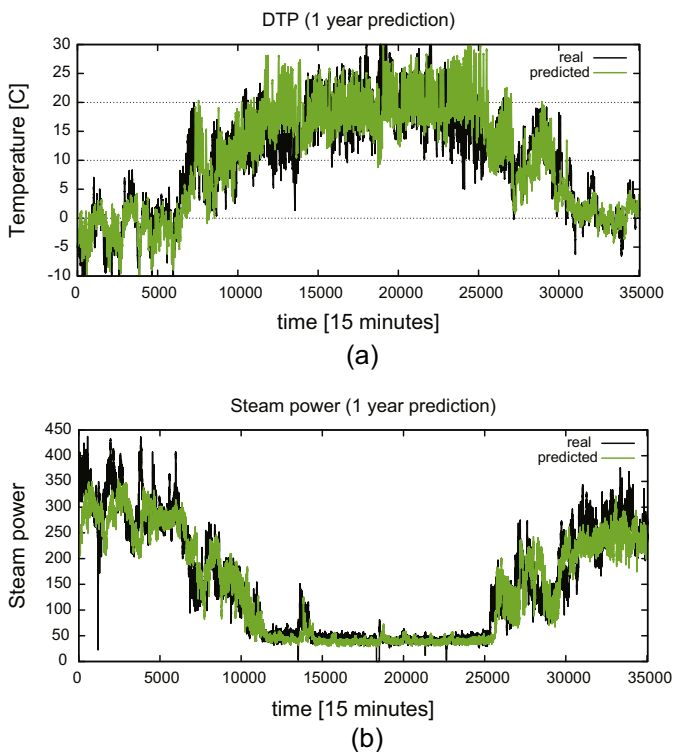 DTP (1 year prediction)
30
25
20
15
10
5
0
-5
-10
Temperature [C]
real
predicted
0 5000 10000 15000 20000 25000 30000 35000
time [15 minutes]
(a)
Steam power (1 year prediction)
450
400
350
300
250
200
150
100
50
0
Steam power
real
predicted
0 5000 10000 15000 20000 25000 30000 35000
time [15 minutes]
(b)